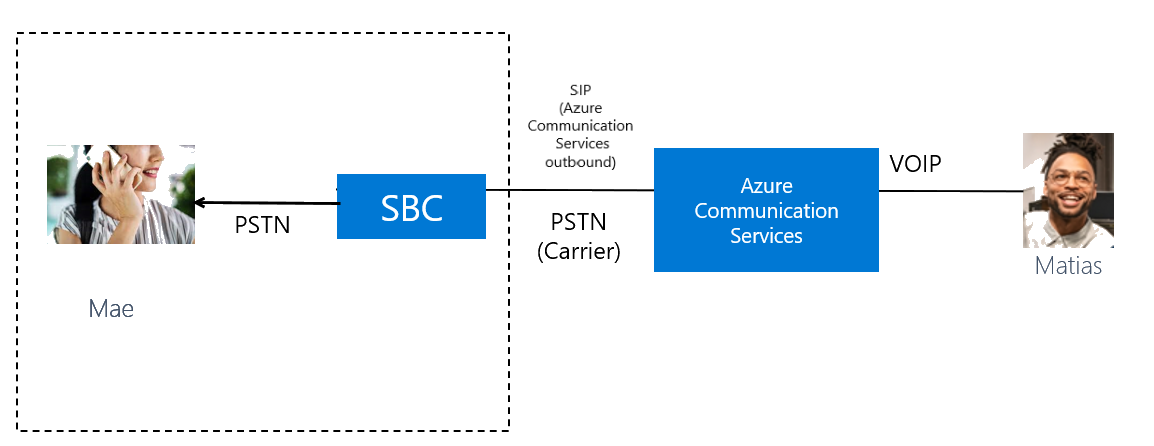 SIP
(Azure
Communication
Services
outbound)
SBC
PSTN
Mae
PSTN
(Carrier)
Azure
Communication
Services
VOIP
Matias